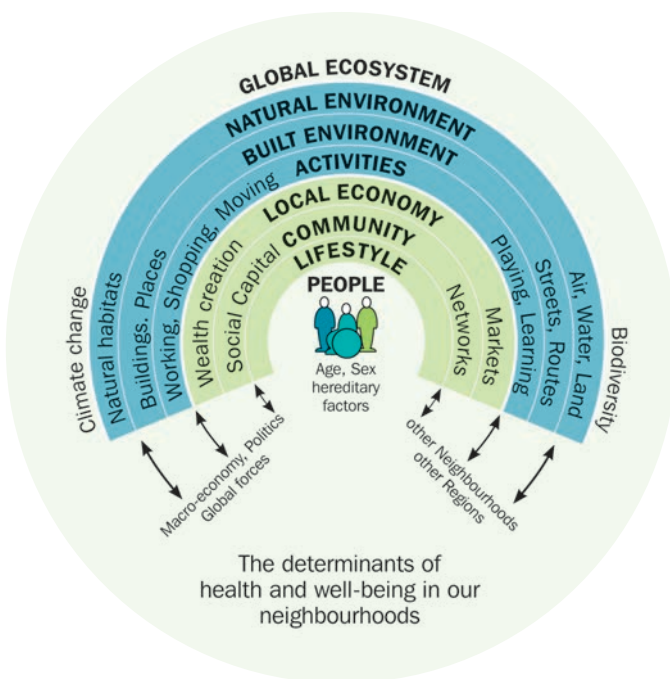 GLOBAL ECOSYSTEM
NATURAL ENVIRONMENT
BUILT ENVIRONMENT
ACTIVITIES
LOCAL ECONOMY
COMMUNITY
LIFESTYLE
PEOPLE
Age, Sex
hereditary
factors
Climate change
Natural habitats
Buildings. Places
Working, Shopping, Moving
Wealth creation
Social Capital
Networks
Markets
Playing, Learning
Streets, Routes
Air, Water, Land
Biodiversity
Macro-economy, Politics
Global forces
other Neighbourhoods
other Regions
The determinants of
health and well-being in our
neighbourhoods